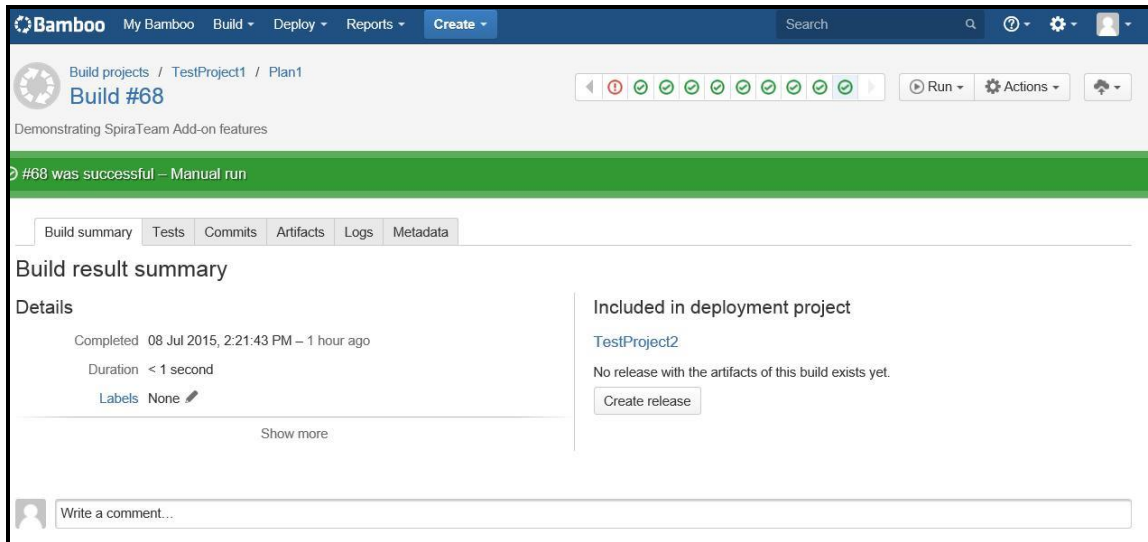 Bamboo My Bamboo Build Deploy Reports Create Search
Build projects / TestProject1 / Plan1
Build #68
Run Actions
Demonstrating SpiraTeam Add-on features
#68 was successful – Manual run
Build summary Tests Commits Artifacts Logs Metadata
Build result summary
Details
Completed 08 Jul 2015, 2:21:43 PM – 1 hour ago
Duration < 1 second
Labels None
Show more
Included in deployment project
TestProject2
No release with the artifacts of this build exists yet.
Create release
Write a comment...